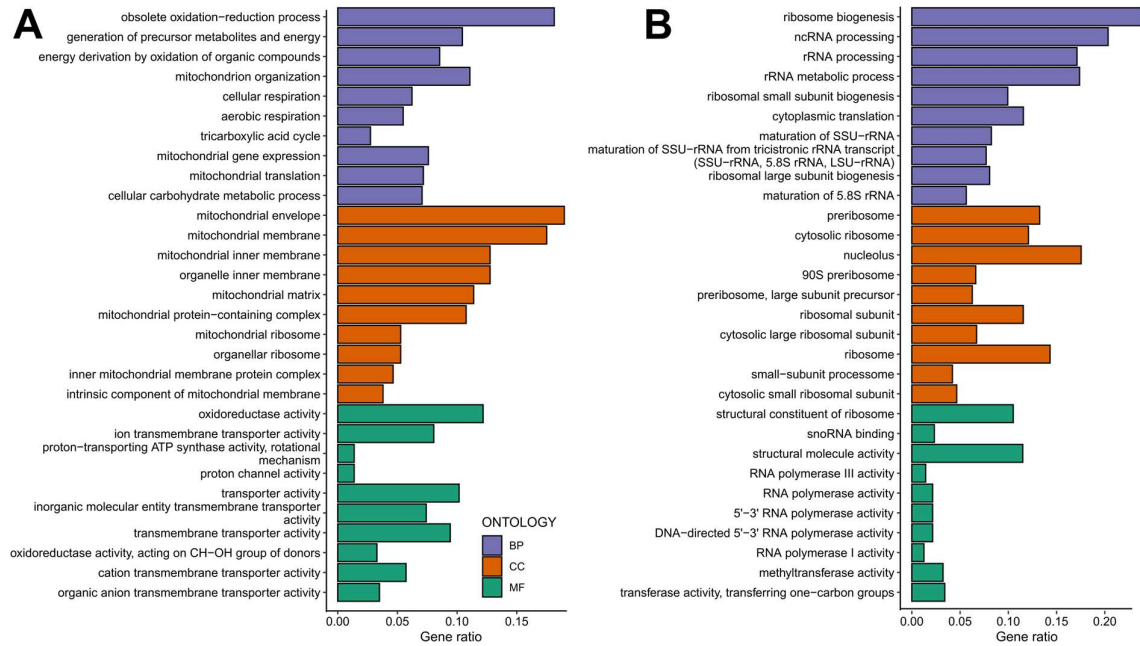 A
obsolete oxidation−reduction process
generation of precursor metabolites and energy
energy derivation by oxidation of organic compounds
mitochondrion organization
cellular respiration
aerobic respiration
tricarboxylic acid cycle
mitochondrial gene expression
mitochondrial translation
cellular carbohydrate metabolic process
mitochondrial envelope
mitochondrial membrane
mitochondrial inner membrane
organelle inner membrane
mitochondrial matrix
mitochondrial protein−containing complex
mitochondrial ribosome
organellar ribosome
inner mitochondrial membrane protein complex
intrinsic component of mitochondrial membrane
oxidoreductase activity
ion transmembrane transporter activity
proton−transporting ATP synthase activity, rotational
mechanism
proton channel activity
transporter activity
inorganic molecular entity transmembrane transporter
activity
transmembrane transporter activity
oxidoreductase activity, acting on CH−OH group of donors
cation transmembrane transporter activity
organic anion transmembrane transporter activity
0.00 0.05 0.10 0.15
Gene ratio
ONTOLOGY
BP
CC
MF
B
ribosome biogenesis
ncRNA processing
rRNA processing
rRNA metabolic process
ribosomal small subunit biogenesis
cytoplasmic translation
maturation of SSU−rRNA
maturation of SSU−rRNA from tricistronic rRNA transcript
(SSU−rRNA, 5.8S rRNA, LSU−rRNA)
ribosomal large subunit biogenesis
maturation of 5.8S rRNA
preribosome
cytosolic ribosome
nucleolus
90S preribosome
preribosome, large subunit precursor
ribosomal subunit
cytosolic large ribosomal subunit
ribosome
small−subunit processome
cytosolic small ribosomal subunit
structural constituent of ribosome
snoRNA binding
structural molecule activity
RNA polymerase III activity
RNA polymerase activity
5'−3' RNA polymerase activity
DNA−directed 5'−3' RNA polymerase activity
RNA polymerase I activity
methyltransferase activity
transferase activity, transferring one−carbon groups
0.00 0.05 0.10 0.15 0.20
Gene ratio